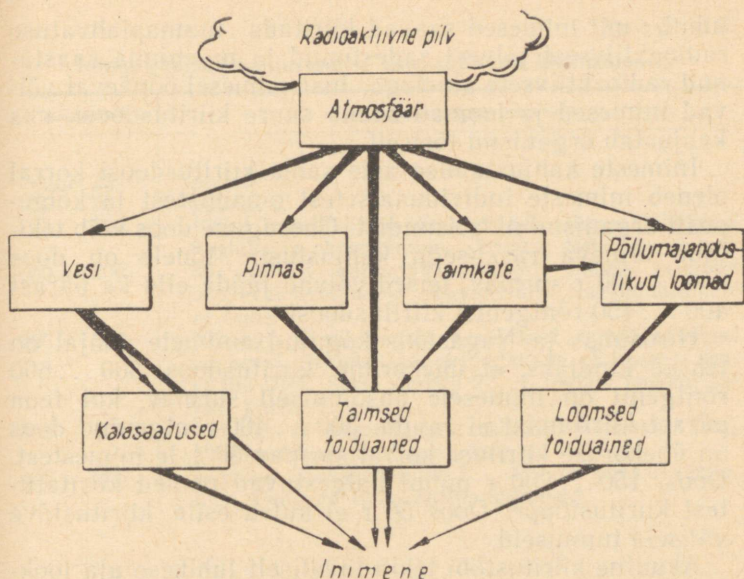 Radioaktiivne pilv
Atmosfäär
Vesi
Pinnas
Taimkate
Põllumajandus-
likud loomad
Kalasaadused
Taimsed
toiduained
Loomsed
toiduained
Inimene